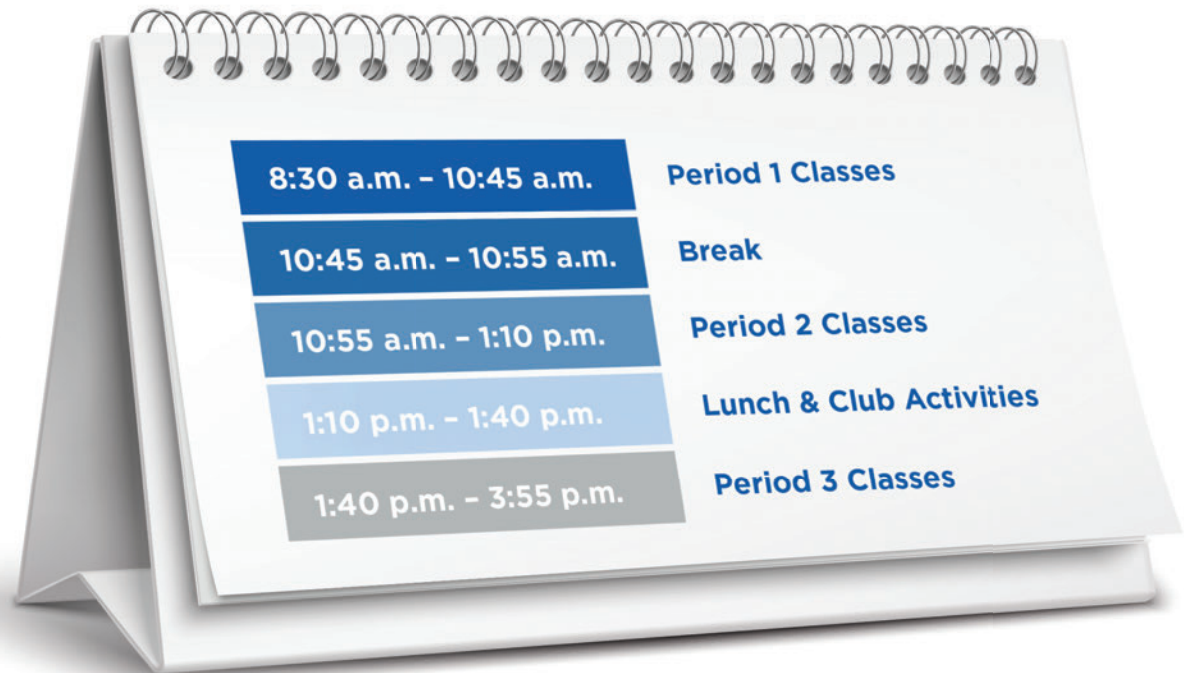 8:30 a.m. – 10:45 a.m. Period 1 Classes
10:45 a.m. – 10:55 a.m. Break
10:55 a.m. – 1:10 p.m. Period 2 Classes
1:10 p.m. – 1:40 p.m. Lunch & Club Activities
1:40 p.m. – 3:55 p.m. Period 3 Classes